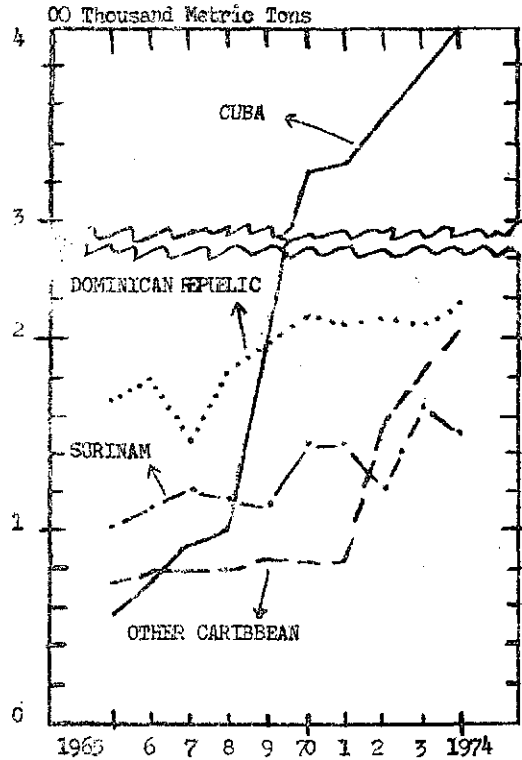 00 Thousand Metric Tons
4
CUBA
3
DOMINICAN REPUBLIC
2
SURINAM
1
OTHER CARIBBEAN
0
1965 6 7 8 9 70 1 2 3 1974